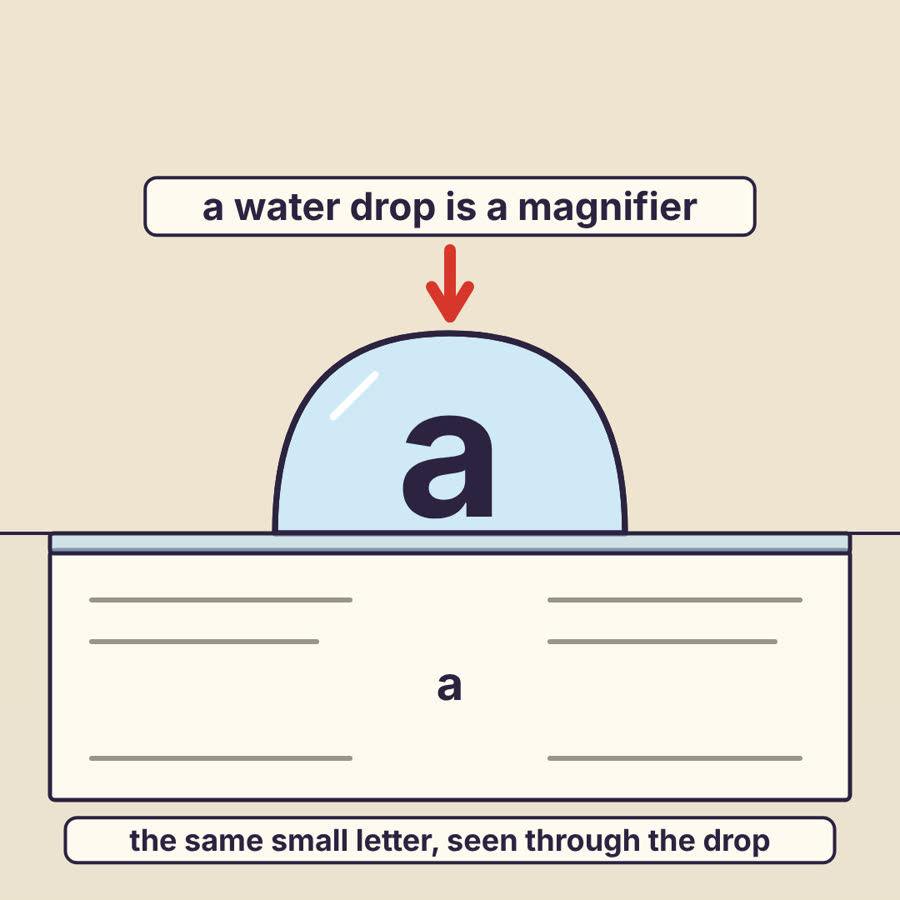 a water drop is a magnifier
a
a
the same small letter, seen through the drop